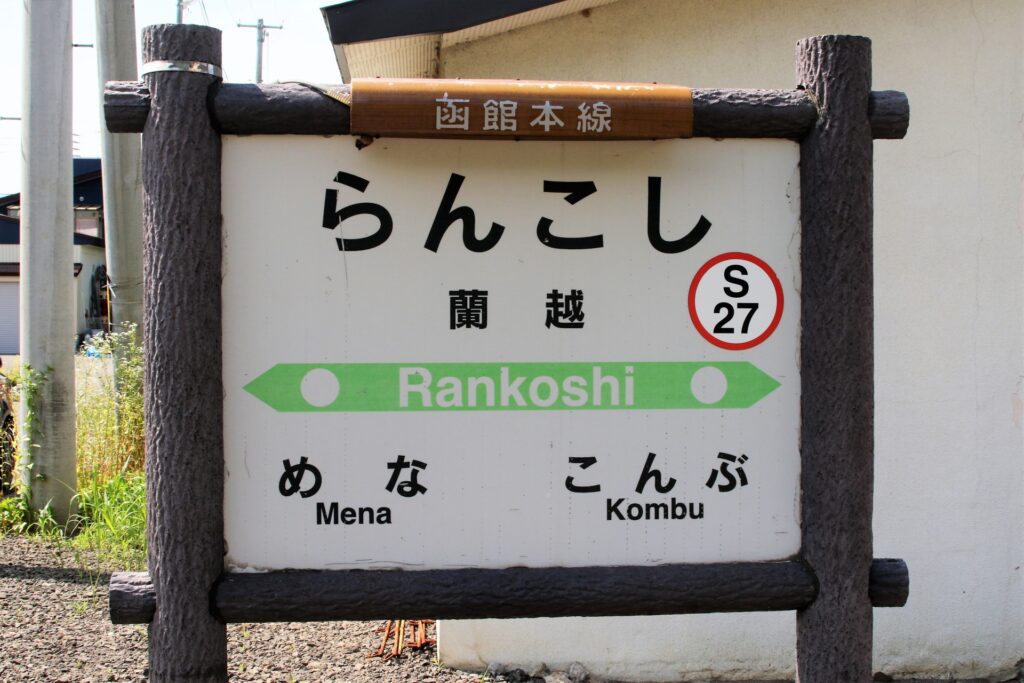 函館本線
らんこし
蘭越
S
27
Rankoshi
めな こんぶ
Mena Kombu